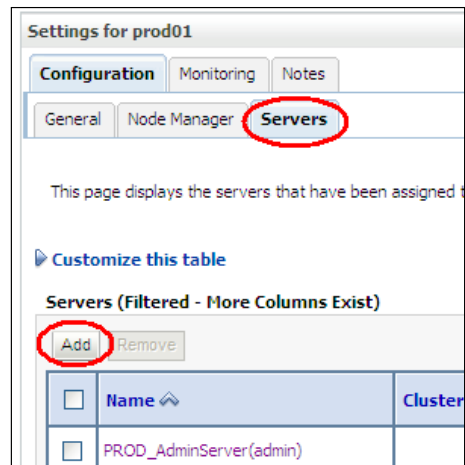 Settings for prod01
Configuration Monitoring Notes
General Node Manager Servers
This page displays the servers that have been assigned
Customize this table
Servers (Filtered - More Columns Exist)
Add Remove
Name Cluster
PROD_AdminServer(admin)